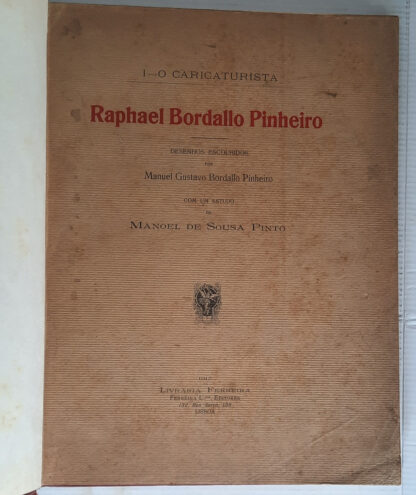 I—O CARICATURISTA
Raphael Bordallo Pinheiro
DESENHOS ESCOLHIDOS
POR
Manuel Gustavo Bordallo Pinheiro
COM UM ESTUDO
DE
MANOEL DE SOUSA PINTO
LIVRARIA FERREIRA
FERREIRA L.DA, EDITORES
LISBOA